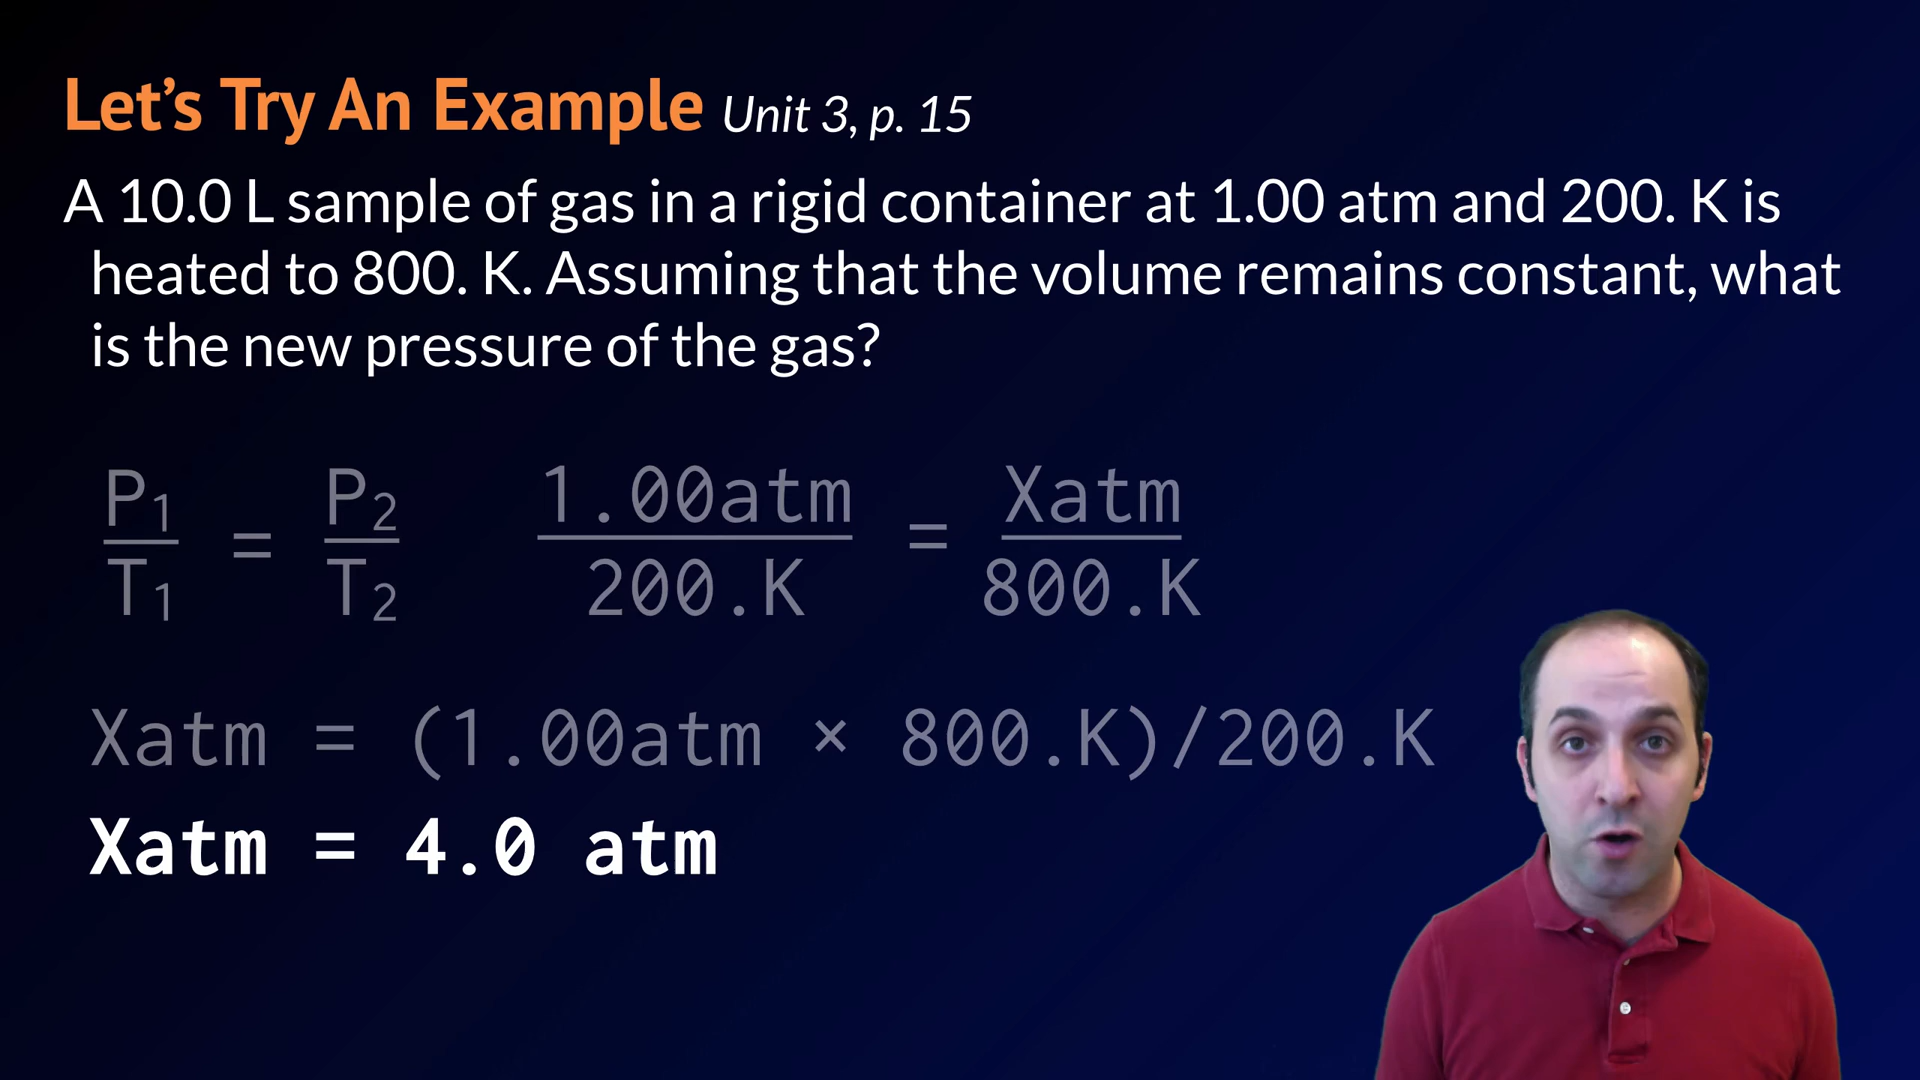 Let’s Try An Example Unit 3, p. 15
A 10.0 L sample of gas in a rigid container at 1.00 atm and 200. K is
heated to 800. K. Assuming that the volume remains constant, what
is the new pressure of the gas?
P₁/T₁ = P₂/T₂ 1.00atm/200.K = Xatm/800.K
Xatm = (1.00atm × 800.K)/200.K
Xatm = 4.0 atm